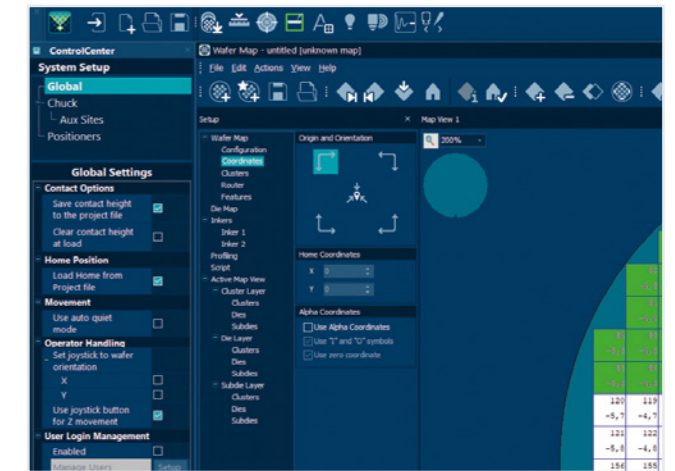 ControlCenter
System Setup
Global
Chuck
Aux Sites
Positioners
Global Settings
Contact Options
Save contact height
to the project file
Clear contact height
at load
Home Position
Load Home from
Project file
Movement
Use auto quiet
mode
Operator Handling
Set joystick to wafer
orientation
X
Y
Use joystick button
for Z movement
User Login Management
Enabled
Manage Users
Setup
Wafer Map - untitled [unknown map]
File Edit Actions View Help
Setup
Wafer Map
Configuration
Coordinates
Clusters
Router
Features
Die Map
Inkers
Inker 1
Inker 2
Profiling
Script
Active Map View
Cluster Layer
Clusters
Dies
Subdies
Die Layer
Clusters
Dies
Subdies
Subdie Layer
Clusters
Dies
Subdies
Origin and Orientation
Home Coordinates
X 0
Y 0
Alpha Coordinates
Use Alpha Coordinates
Use "I" and "O" symbols
Use zero coordinate
Map View 1
200%
120 119
-5,7 -4,7
121 122
-5,8 -4,8
156 155